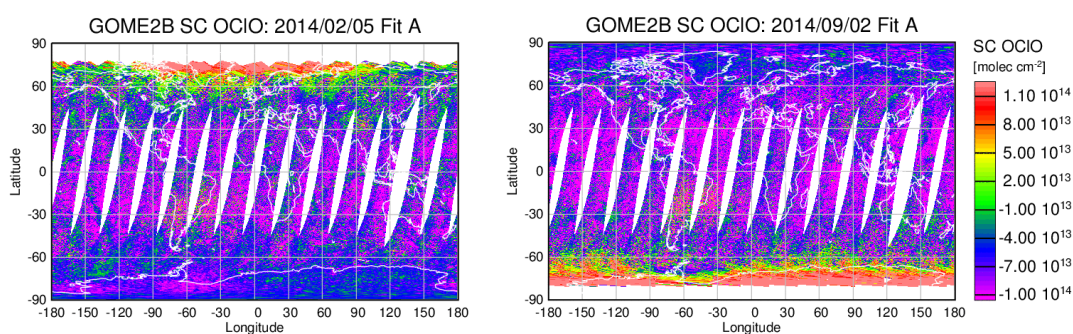 GOME2B SC OClO: 2014/02/05 Fit A
90
60
30
0
-30
-60
-90
Latitude
-180 -150 -120 -90 -60 -30 0 30 60 90 120 150 180
Longitude
GOME2B SC OClO: 2014/09/02 Fit A
90
60
30
0
-30
-60
-90
Latitude
-180 -150 -120 -90 -60 -30 0 30 60 90 120 150 180
Longitude
SC OClO
[molec cm⁻²]
1.10 10¹⁴
8.00 10¹³
5.00 10¹³
2.00 10¹³
-1.00 10¹³
-4.00 10¹³
-7.00 10¹³
-1.00 10¹⁴